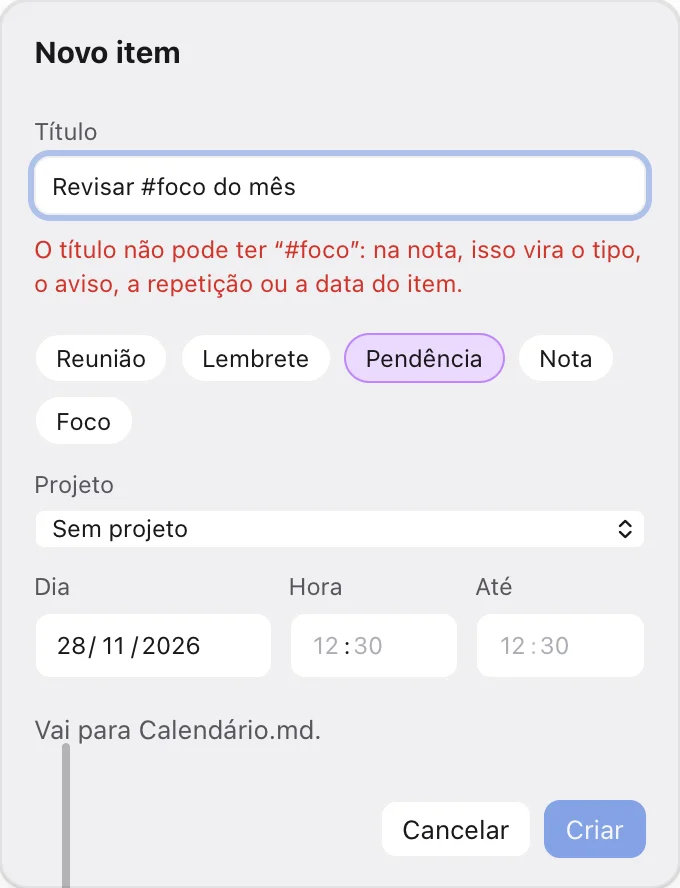 Novo item
Título
Revisar #foco do mês
O título não pode ter “#foco”: na nota, isso vira o tipo,
o aviso, a repetição ou a data do item.
Reunião Lembrete Pendência Nota
Foco
Projeto
Sem projeto
Dia Hora Até
28/11/2026 12:30 12:30
Vai para Calendário.md.
Cancelar Criar